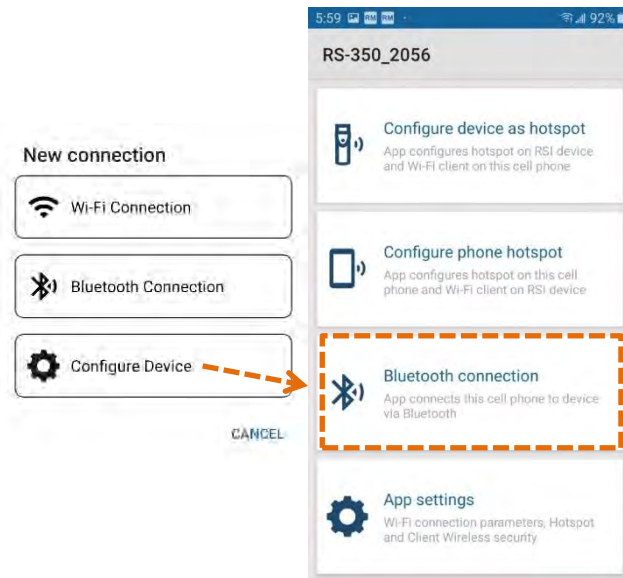 New connection
Wi-Fi Connection
Bluetooth Connection
Configure Device
CANCEL
5:59 RM RM 92%
RS-350_2056
Configure device as hotspot
App configures hotspot on RSI device
and Wi-Fi client on this cell phone
Configure phone hotspot
App configures hotspot on this cell
phone and Wi-Fi client on RSI device
Bluetooth connection
App connects this cell phone to device
via Bluetooth
App settings
Wi-Fi connection parameters, Hotspot
and Client Wireless security